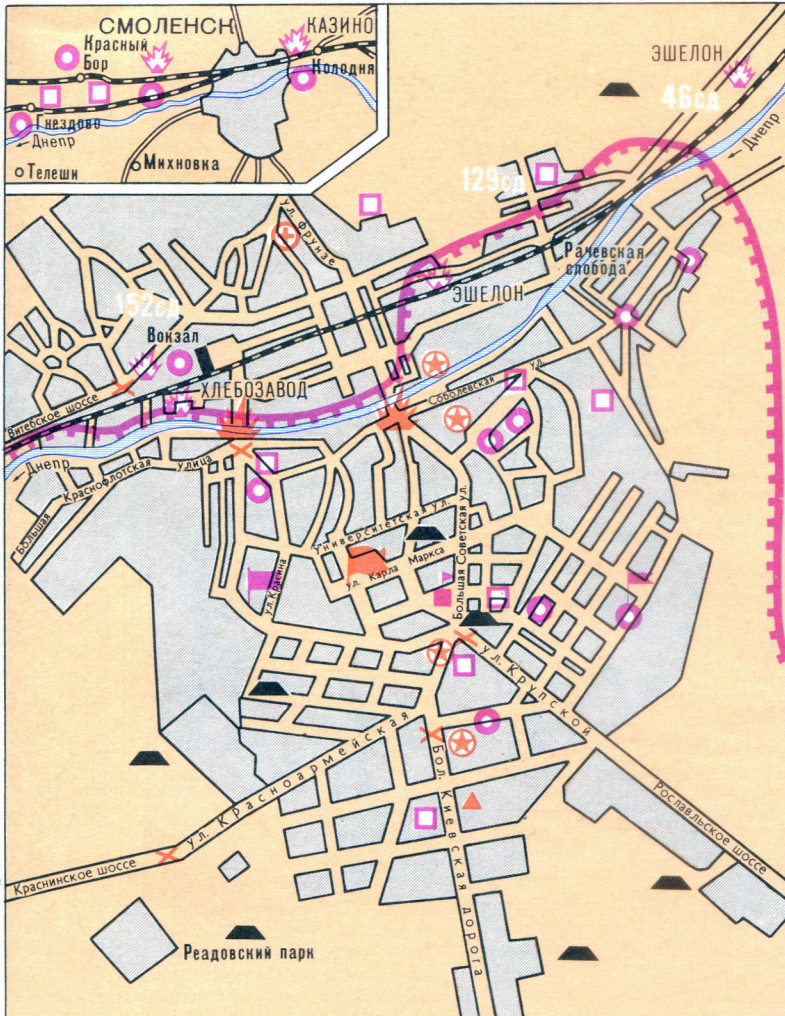 СМОЛЕНСК
КАЗИНО
Красный
Бор
Колодня
Гнездово
Днепр
Телеши
Михновка
ЭШЕЛОН
46сд
Днепр
129сд
ул. ФРУНЗЕ
Рачевская
слобода
ЭШЕЛОН
152сд
Вокзал
ХЛЕБОЗАВОД
Соболевская ул.
Витебское шоссе
Днепр
Большая Краснофлотская улица
Университетская ул.
Большая Советская ул.
ул. Карла Маркса
ул. Красина
ул. Крупской
ул. Красноармейская
Бол. Киевская дорога
Рославльское шоссе
Краснинское шоссе
Реадовский парк